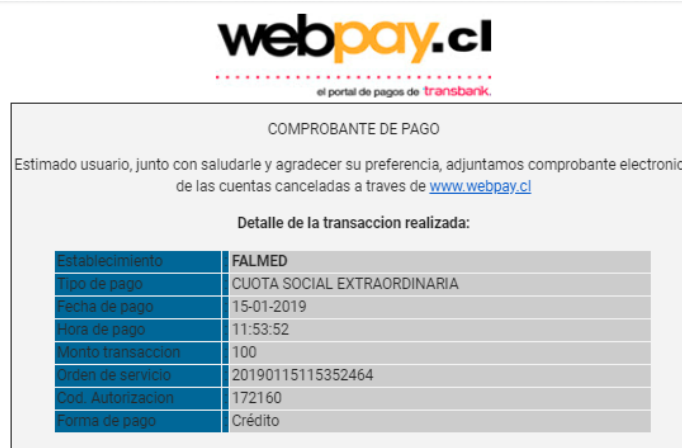 webpay.cl
el portal de pagos de transbank.
COMPROBANTE DE PAGO
Estimado usuario, junto con saludarle y agradecer su preferencia, adjuntamos comprobante electronic
de las cuentas canceladas a traves de www.webpay.cl
Detalle de la transaccion realizada:
Establecimiento FALMED
Tipo de pago CUOTA SOCIAL EXTRAORDINARIA
Fecha de pago 15-01-2019
Hora de pago 11:53:52
Monto transaccion 100
Orden de servicio 20190115115352464
Cod. Autorizacion 172160
Forma de pago Crédito